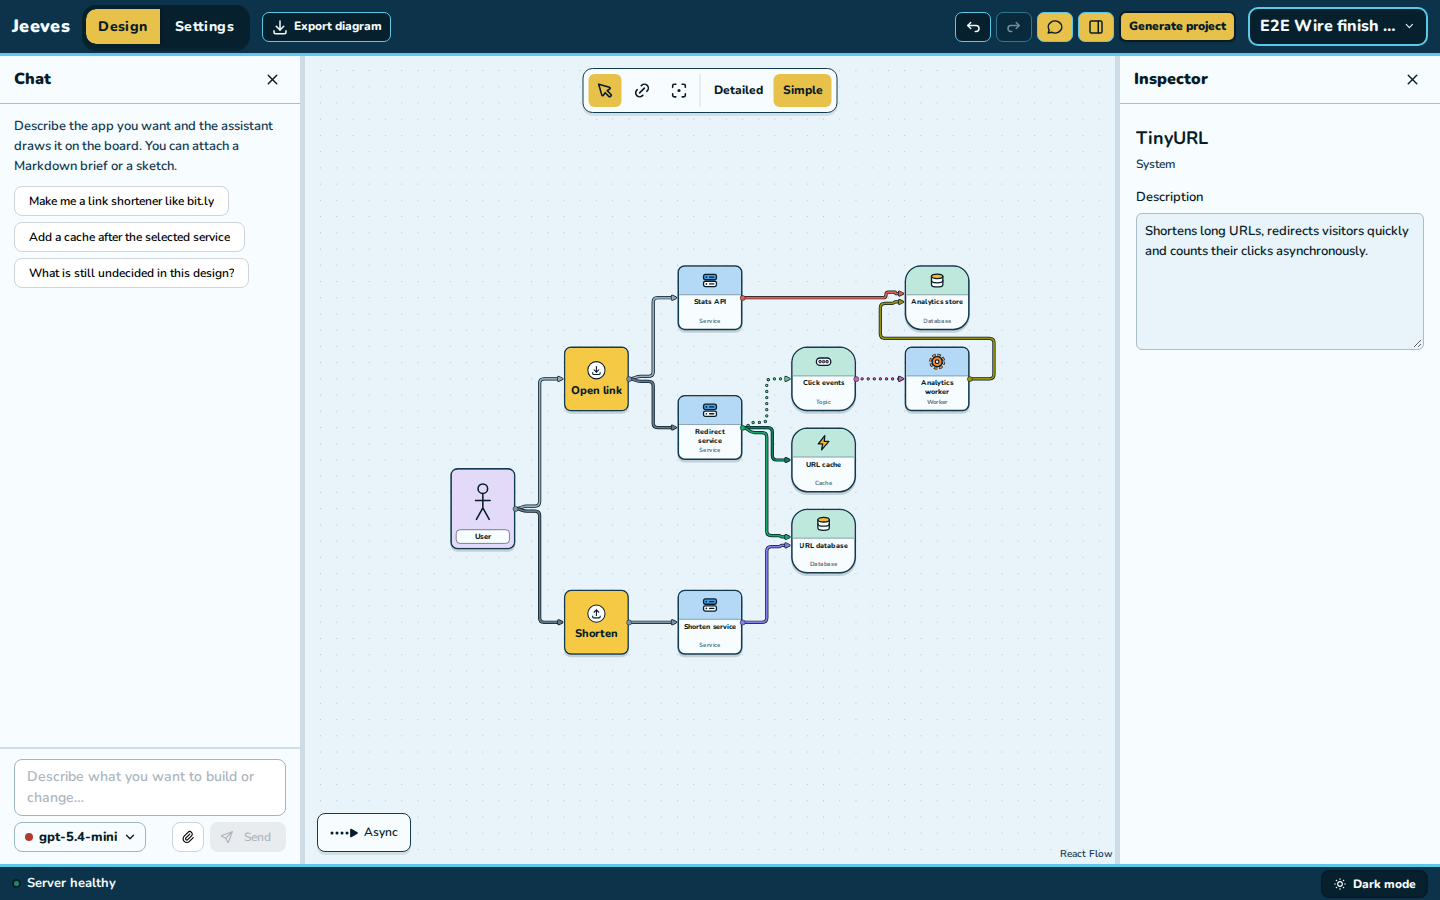 Jeeves
Design
Settings
Export diagram
Generate project
E2E Wire finish ...
Chat
Describe the app you want and the assistant
draws it on the board. You can attach a
Markdown brief or a sketch.
Make me a link shortener like bit.ly
Add a cache after the selected service
What is still undecided in this design?
Describe what you want to build or
change...
gpt-5.4-mini
Send
Detailed
Simple
Stats API
Service
Analytics store
Database
Open link
Click events
Topic
Analytics
worker
Worker
Redirect
service
Service
URL cache
Cache
User
URL database
Database
Shorten
Shorten service
Service
Async
React Flow
Inspector
TinyURL
System
Description
Shortens long URLs, redirects visitors quickly
and counts their clicks asynchronously.
Server healthy
Dark mode